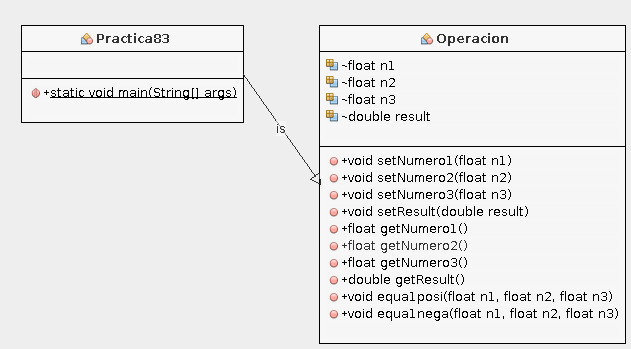 Practica83
+static void main(String[] args)
is
Operacion
~float n1
~float n2
~float n3
~double result
+void setNumero1(float n1)
+void setNumero2(float n2)
+void setNumero3(float n3)
+void setResult(double result)
+float getNumero1()
+float getNumero2()
+float getNumero3()
+double getResult()
+void equalposi(float n1, float n2, float n3)
+void equalnega(float n1, float n2, float n3)